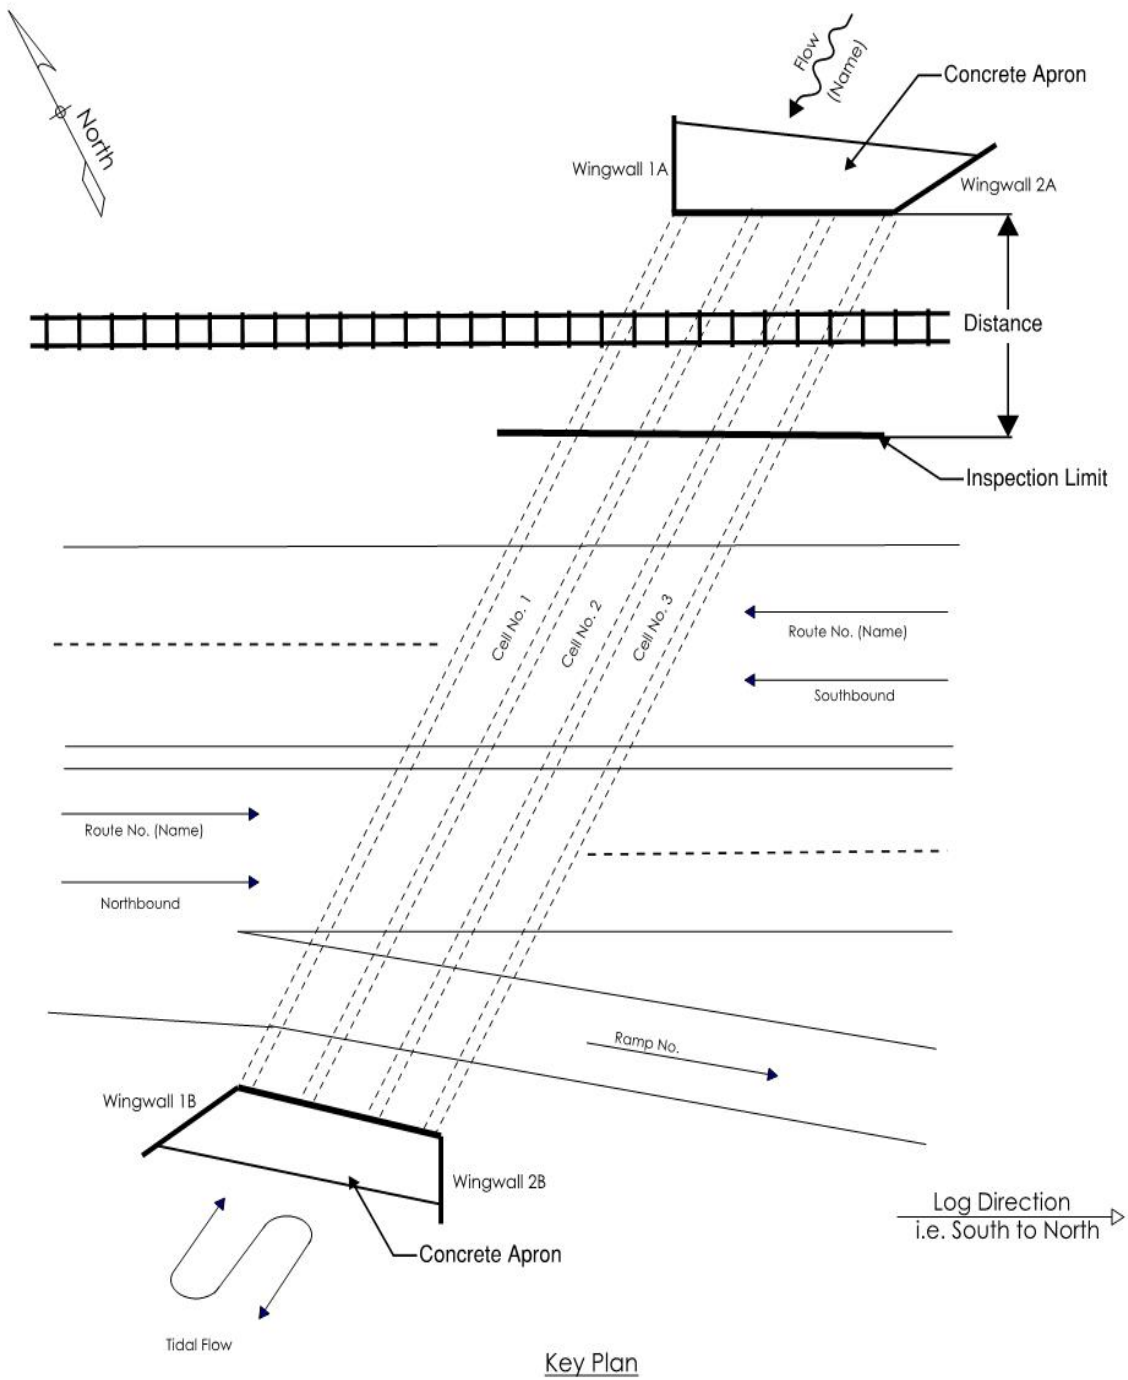 North
Flow
(Name)
Concrete Apron
Wingwall 1A
Wingwall 2A
Distance
Inspection Limit
Cell No. 1
Cell No. 2
Cell No. 3
Route No. (Name)
Southbound
Route No. (Name)
Northbound
Ramp No.
Wingwall 1B
Wingwall 2B
Concrete Apron
Log Direction
i.e. South to North
Tidal Flow
Key Plan